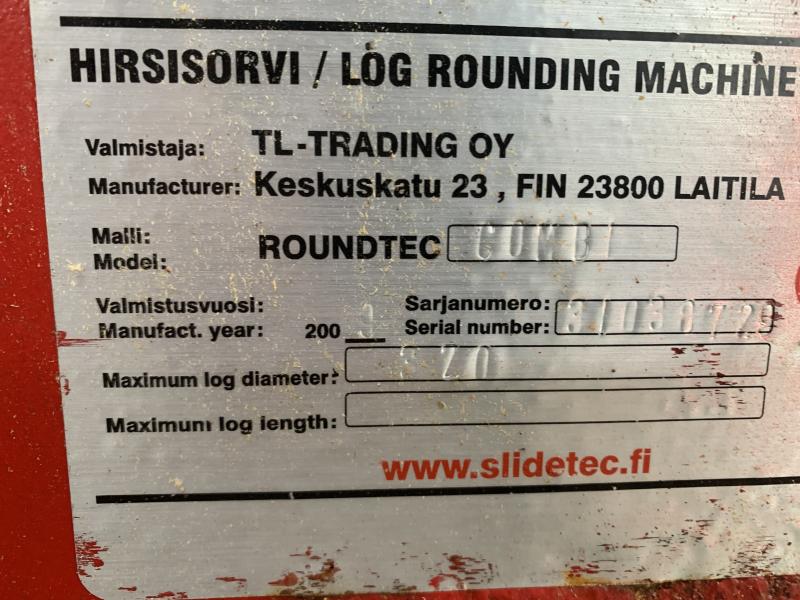 HIRSISORVI / LOG ROUNDING MACHINE
Valmistaja: TL-TRADING OY
Manufacturer: Keskuskatu 23 , FIN 23800 LAITILA
Malli:
Model: ROUNDTEC COMBI
Valmistusvuosi: Sarjanumero:
Manufact. year: 200 Serial number:
Maximum log diameter:
Maximum log length:
www.slidetec.fi